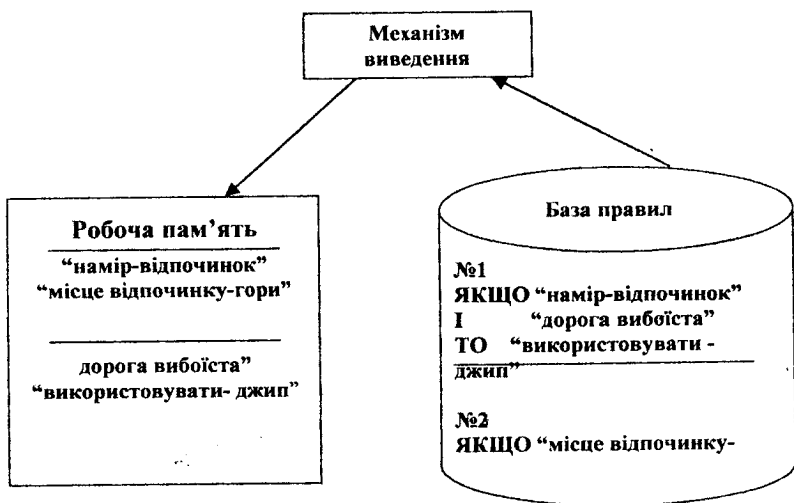 Механізм
виведення
Робоча пам’ять
“намір-відпочинок”
“місце відпочинку-гори”
дорога вибоїста”
“використовувати- джип”
База правил
№1
ЯКЩО “намір-відпочинок”
І “дорога вибоїста”
ТО “використовувати -
джип”
№2
ЯКЩО “місце відпочинку-